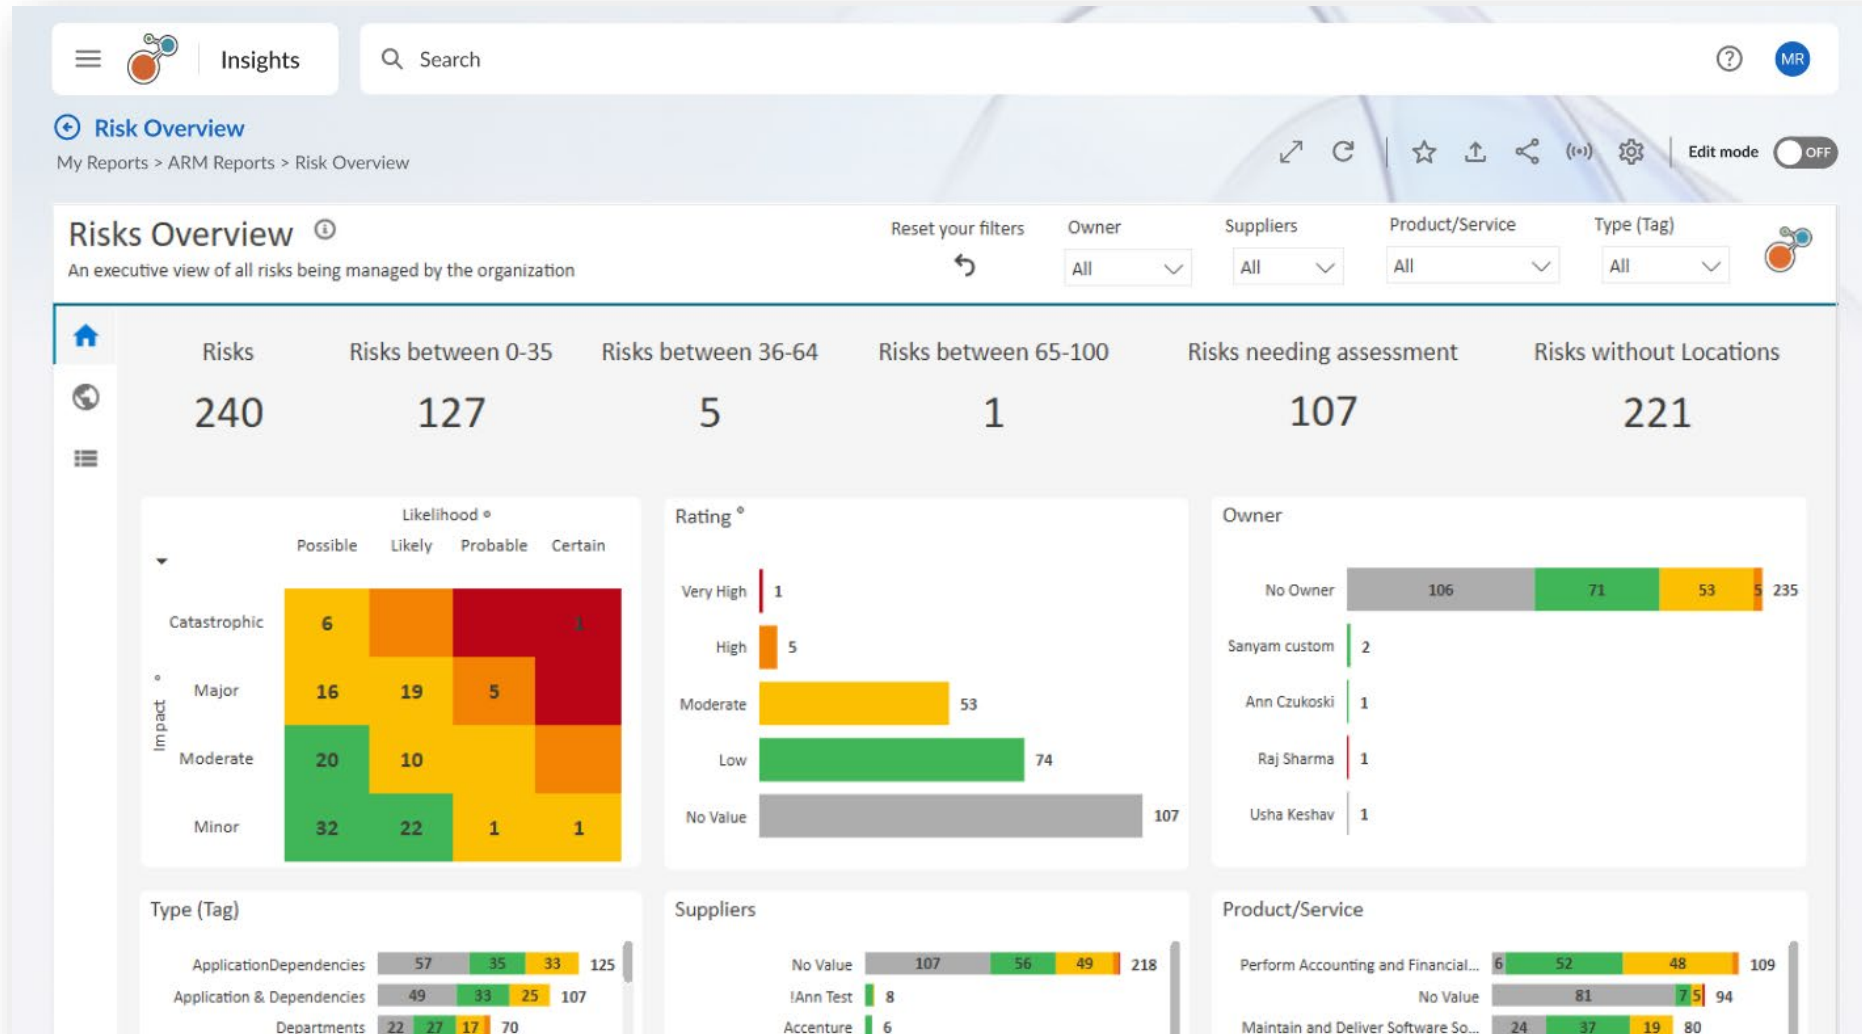 Insights
Search
MR
Risk Overview
My Reports > ARM Reports > Risk Overview
Edit mode
OFF
Risks Overview
An executive view of all risks being managed by the organization
Reset your filters
Owner
All
Suppliers
All
Product/Service
All
Type (Tag)
All
Risks
240
Risks between 0-35
127
Risks between 36-64
5
Risks between 65-100
1
Risks needing assessment
107
Risks without Locations
221
Likelihood
Possible Likely Probable Certain
Impact
Catastrophic 6 1
Major 16 19 5
Moderate 20 10
Minor 32 22 1 1
Rating
Very High 1
High 5
Moderate 53
Low 74
No Value 107
Owner
No Owner 106 71 53 5 235
Sanyam custom 2
Ann Czukoski 1
Raj Sharma 1
Usha Keshav 1
Type (Tag)
ApplicationDependencies 57 35 33 125
Application & Dependencies 49 33 25 107
Departments 22 27 17 70
Suppliers
No Value 107 56 49 218
!Ann Test 8
Accenture 6
Product/Service
Perform Accounting and Financial... 6 52 48 109
No Value 81 7 5 94
Maintain and Deliver Software So... 24 37 19 80